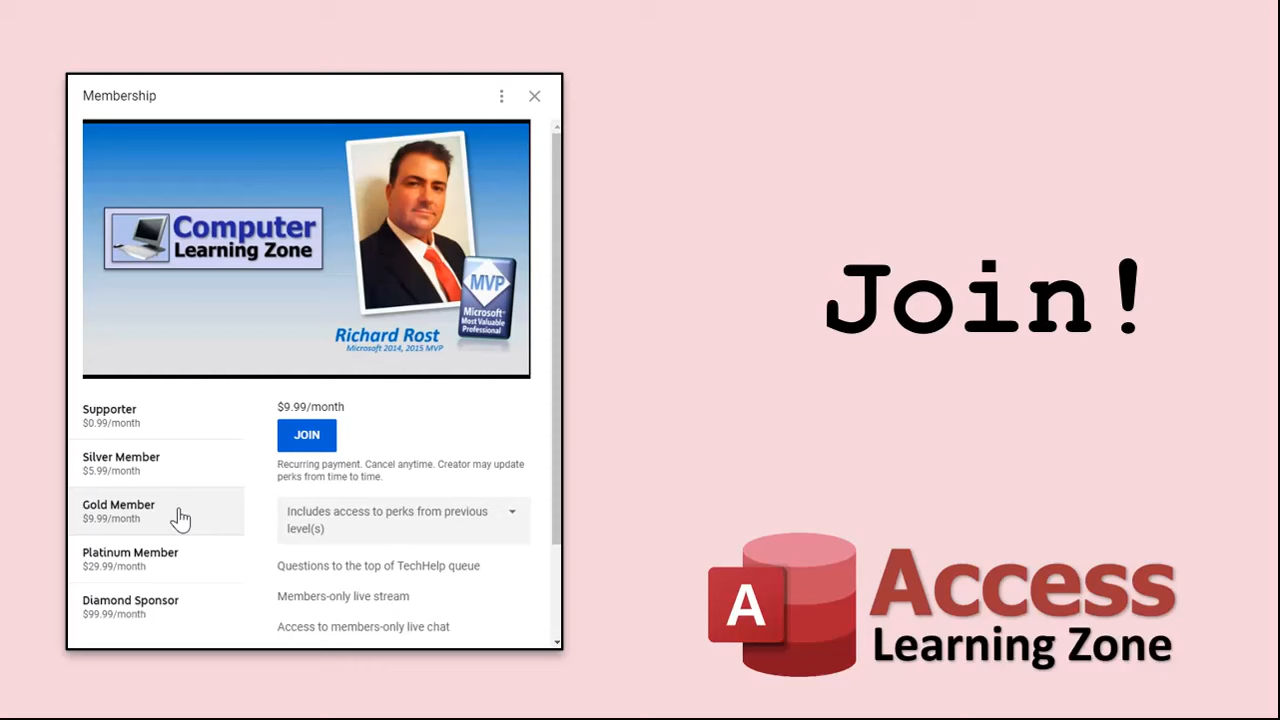 Membership
Computer
Learning Zone
MVP
Microsoft®
Most Valuable
Professional
Richard Rost
Microsoft 2014, 2015 MVP
Supporter
$0.99/month
Silver Member
$5.99/month
Gold Member
$9.99/month
Platinum Member
$29.99/month
Diamond Sponsor
$99.99/month
$9.99/month
JOIN
Recurring payment. Cancel anytime. Creator may update
perks from time to time.
Includes access to perks from previous
level(s)
Questions to the top of TechHelp queue
Members-only live stream
Access to members-only live chat
Join!
A
Access
Learning Zone